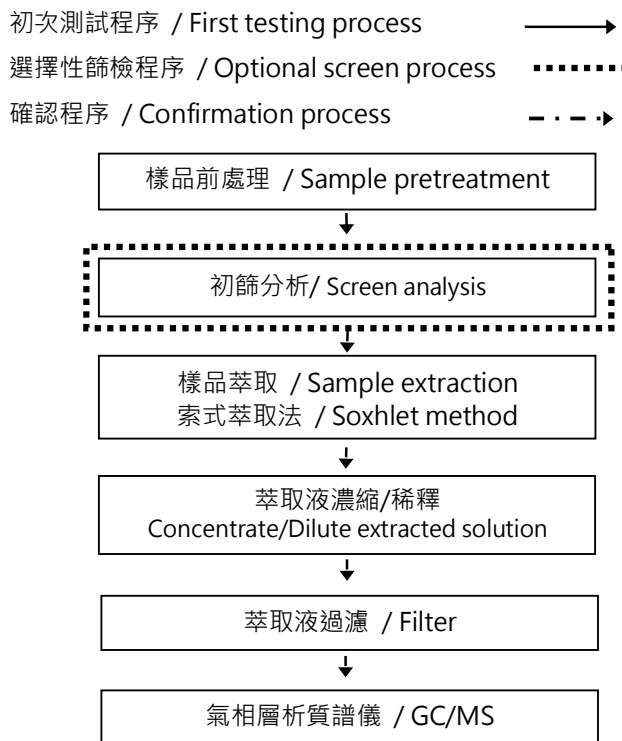 初次測試程序 / First testing process
選擇性篩檢程序 / Optional screen process
確認程序 / Confirmation process
樣品前處理 / Sample pretreatment
初篩分析/ Screen analysis
樣品萃取 / Sample extraction
索式萃取法 / Soxhlet method
萃取液濃縮/稀釋
Concentrate/Dilute extracted solution
萃取液過濾 / Filter
氣相層析質譜儀 / GC/MS